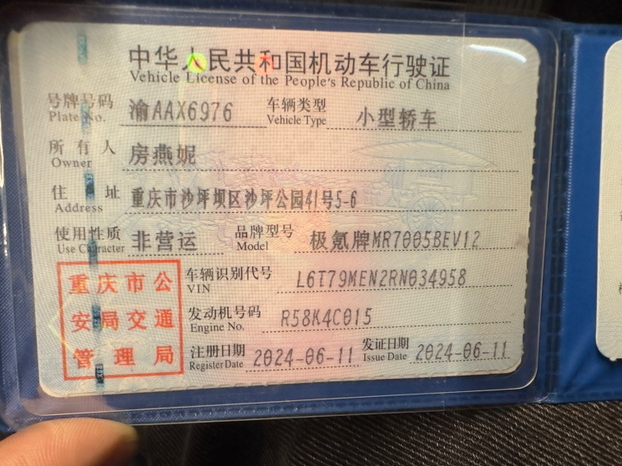 中华人民共和国机动车行驶证
Vehicle License of the People's Republic of China
号牌号码 渝AAX6976 车辆类型 小型轿车
Plate No. Vehicle Type
所有人 房燕妮
Owner
住址 重庆市沙坪坝区沙坪公园41号5-6
Address
使用性质 非营运 品牌型号 极氪牌MR7005BEV12
Use Character Model
重庆市公安局交通管理局
车辆识别代号 L6T79MEN2RN034958
VIN
发动机号码 R58K4C015
Engine No.
注册日期 2024-06-11 发证日期 2024-06-11
Register Date Issue Date